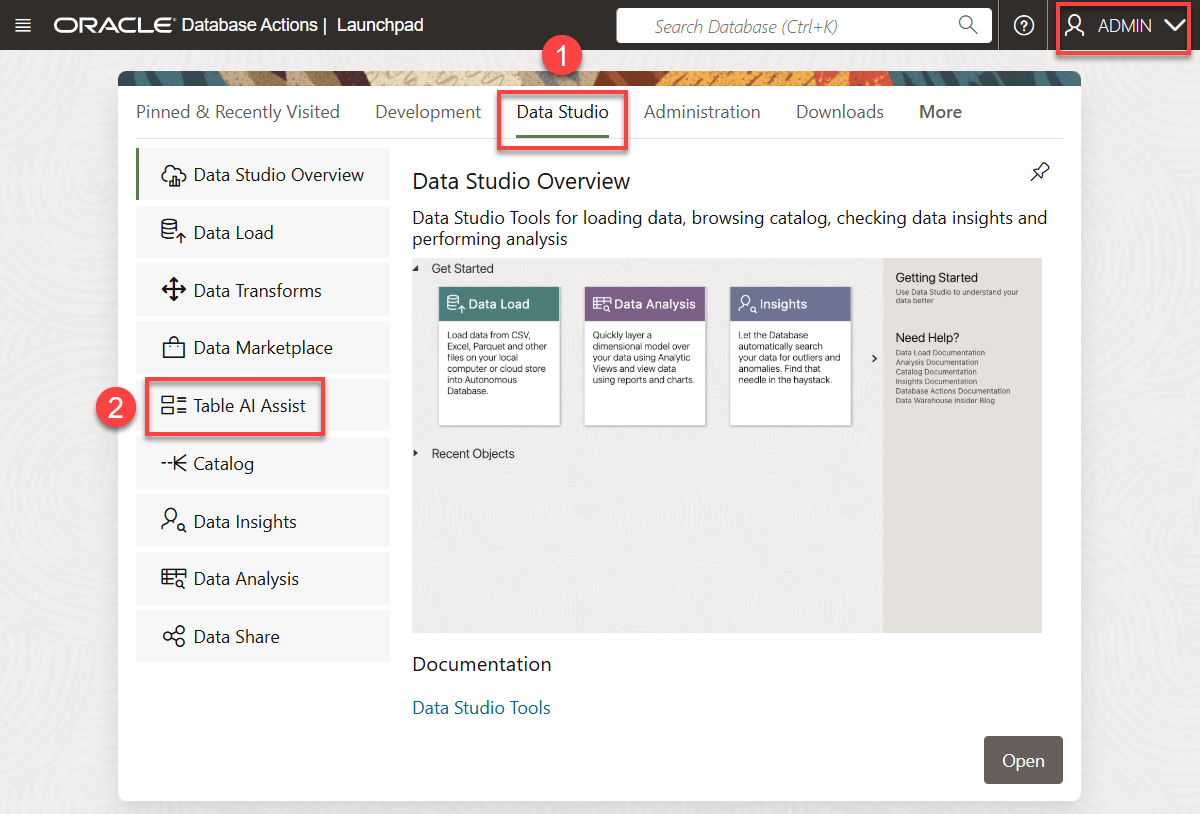 ORACLE Database Actions | Launchpad
Search Database (Ctrl+K)
ADMIN
1
Pinned & Recently Visited
Development
Data Studio
Administration
Downloads
More
Data Studio Overview
Data Load
Data Transforms
Data Marketplace
2
Table AI Assist
Catalog
Data Insights
Data Analysis
Data Share
Data Studio Overview
Data Studio Tools for loading data, browsing catalog, checking data insights and
performing analysis
Get Started
Data Load
Load data from CSV,
Excel, Parquet and other
files on your local
computer or cloud store
into Autonomous
Database.
Data Analysis
Quickly layer a
dimensional model over
your data using Analytic
Views and view data
using reports and charts.
Insights
Let the Database
automatically search
your data for outliers and
anomalies. Find that
needle in the haystack.
Recent Objects
Getting Started
Use Data Studio to understand your
data better
Need Help?
Data Load Documentation
Analysis Documentation
Catalog Documentation
Insights Documentation
Database Actions Documentation
Data Warehouse Insider Blog
Documentation
Data Studio Tools
Open